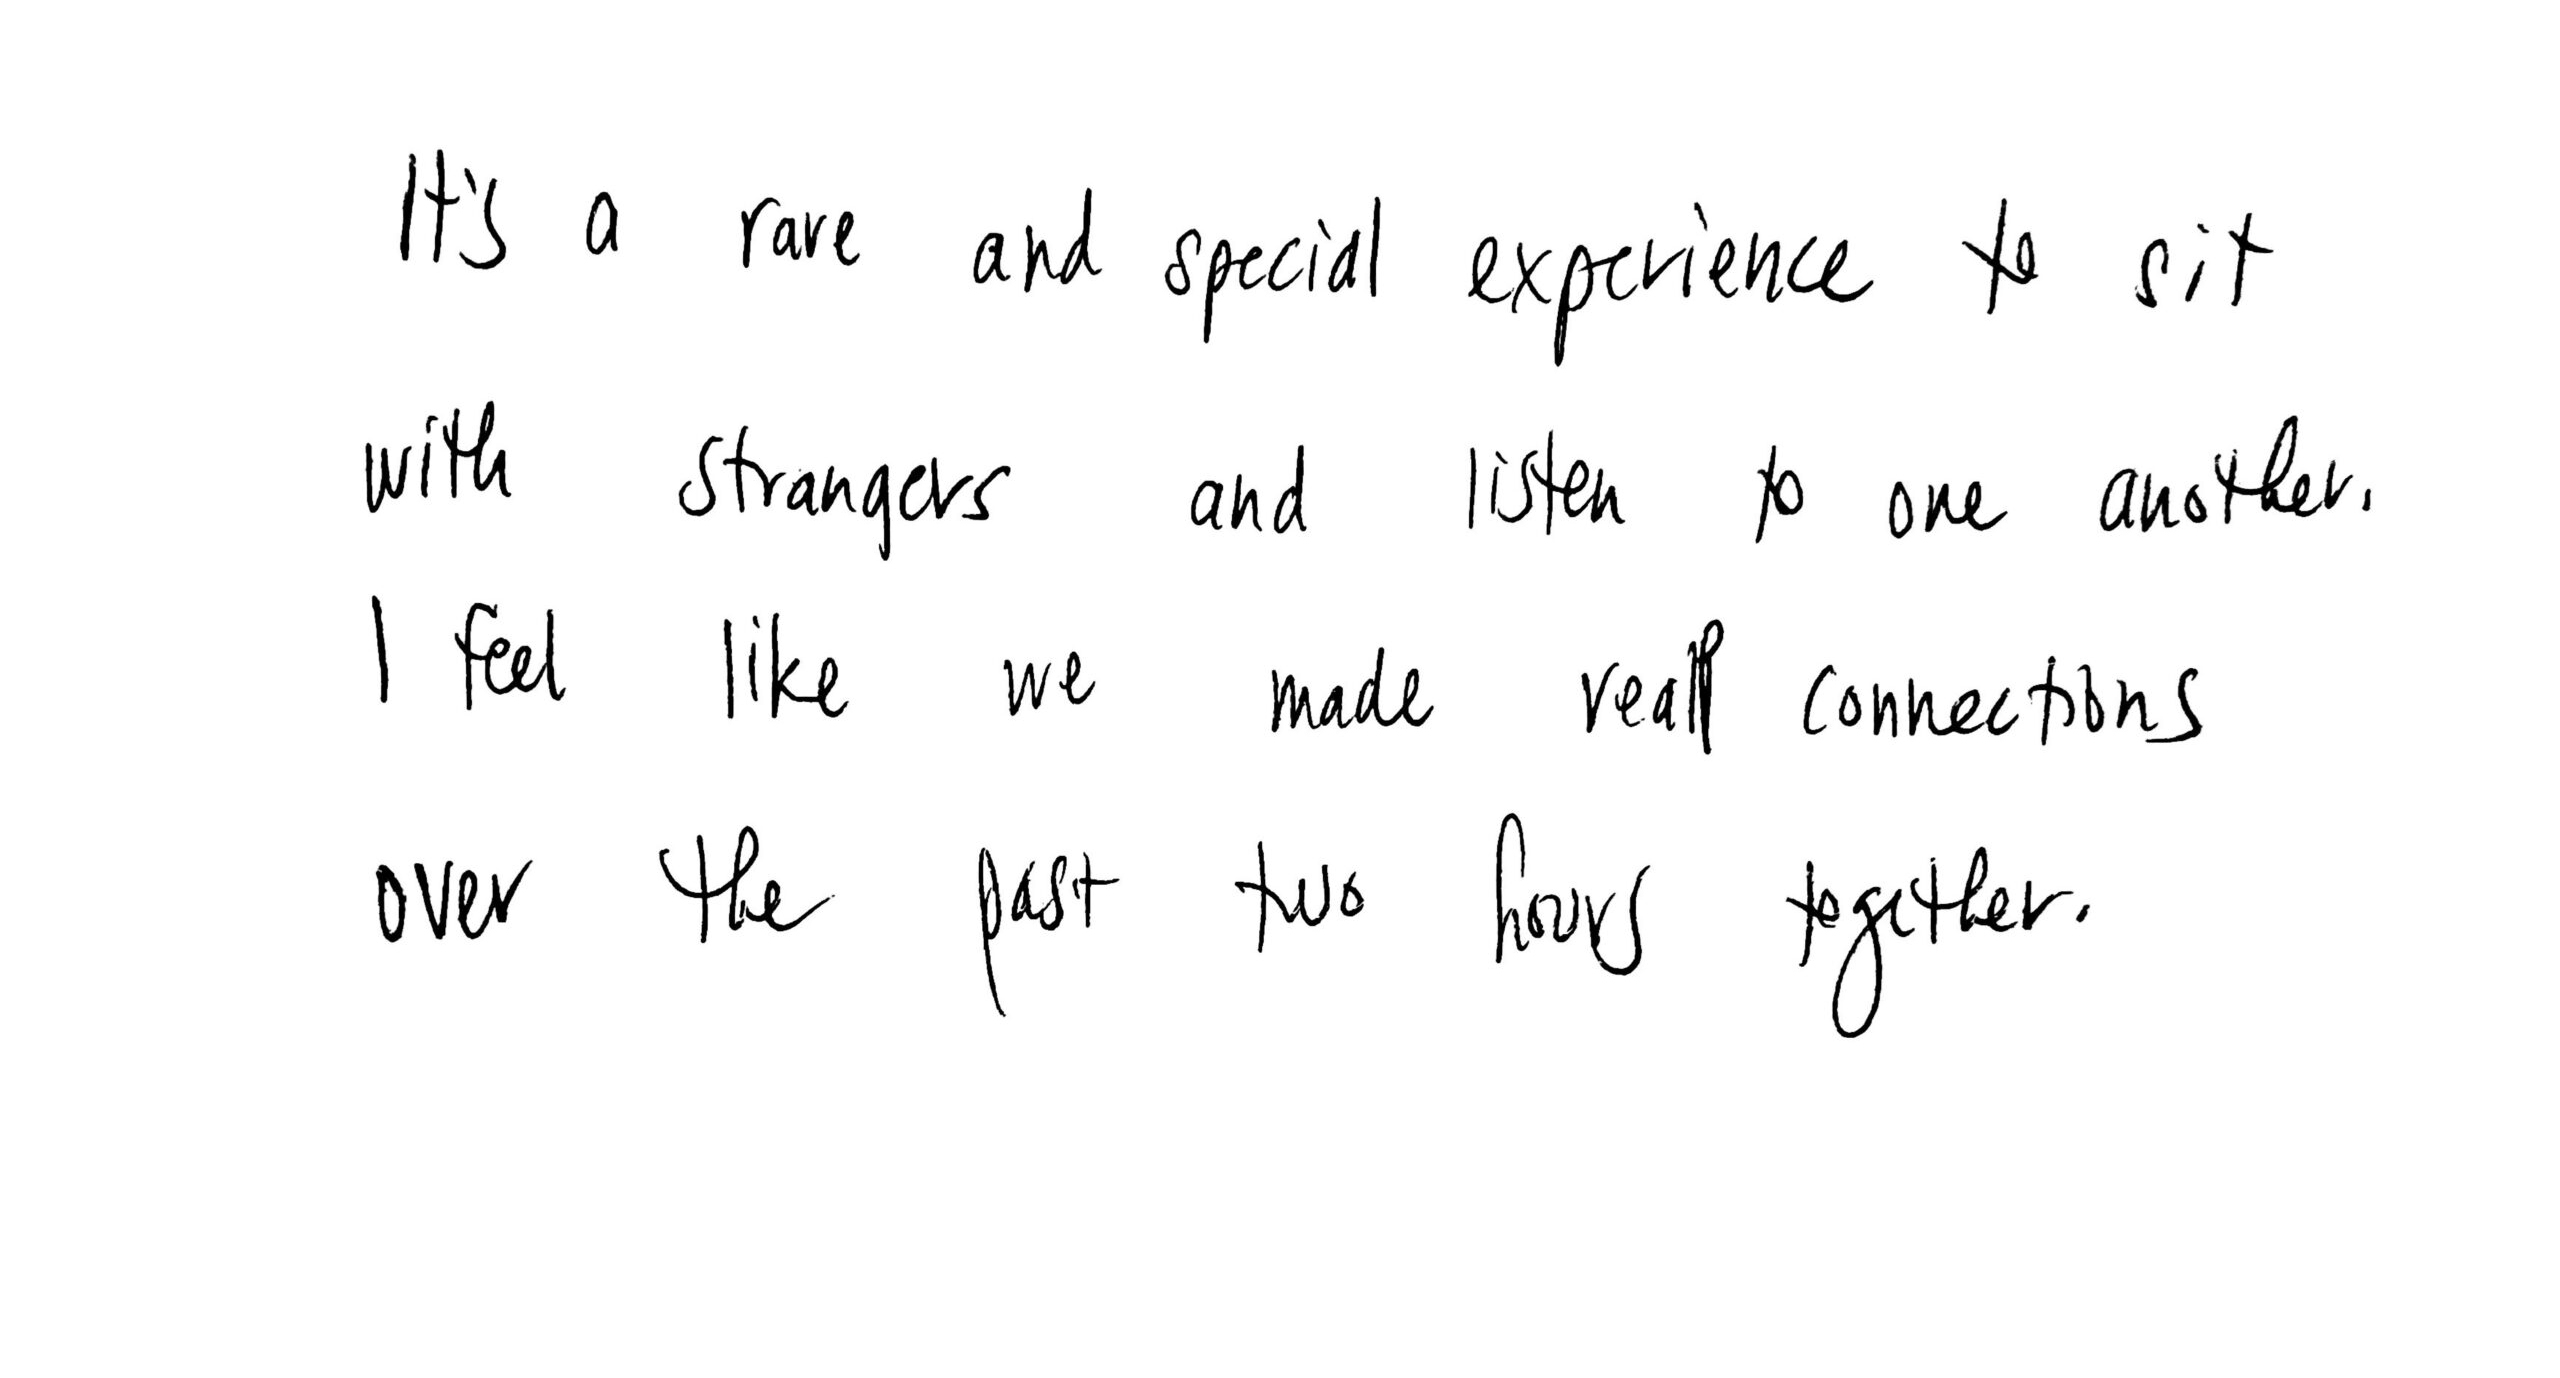 It's a rare and special experience to sit
with strangers and listen to one another.
I feel like we made real connections
over the past two hours together.